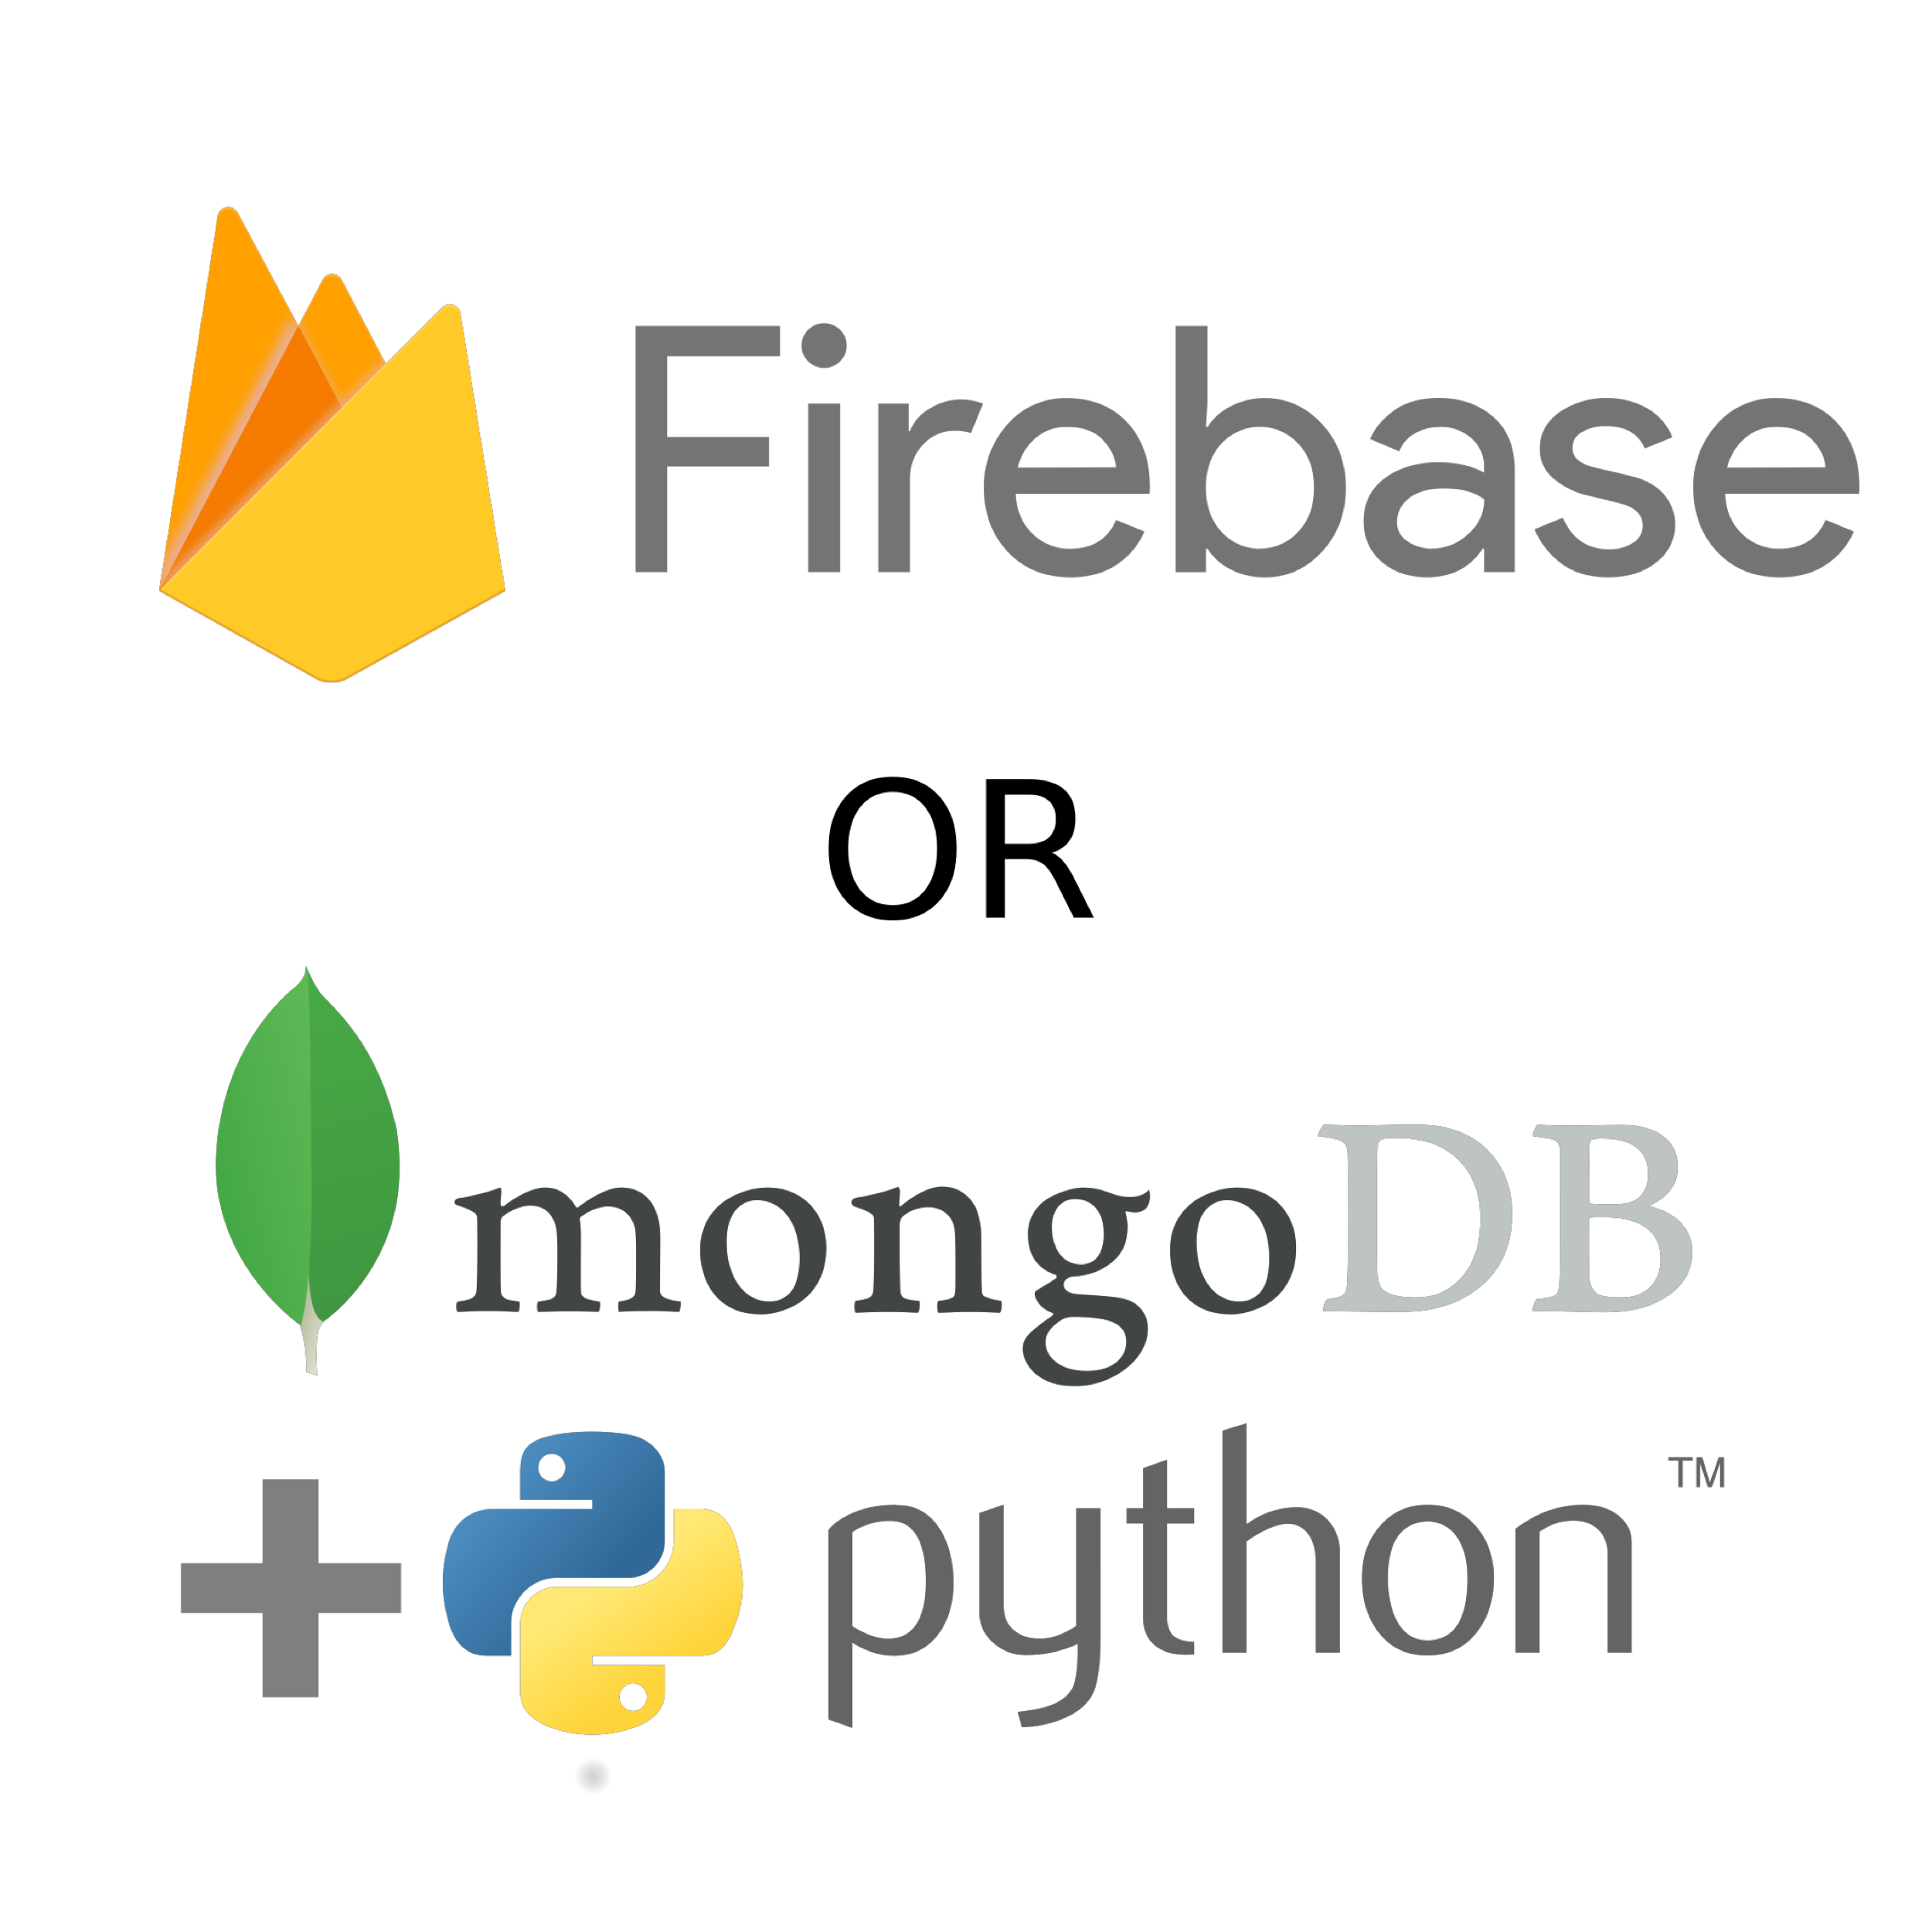 Firebase
OR
mongoDB
+ python™